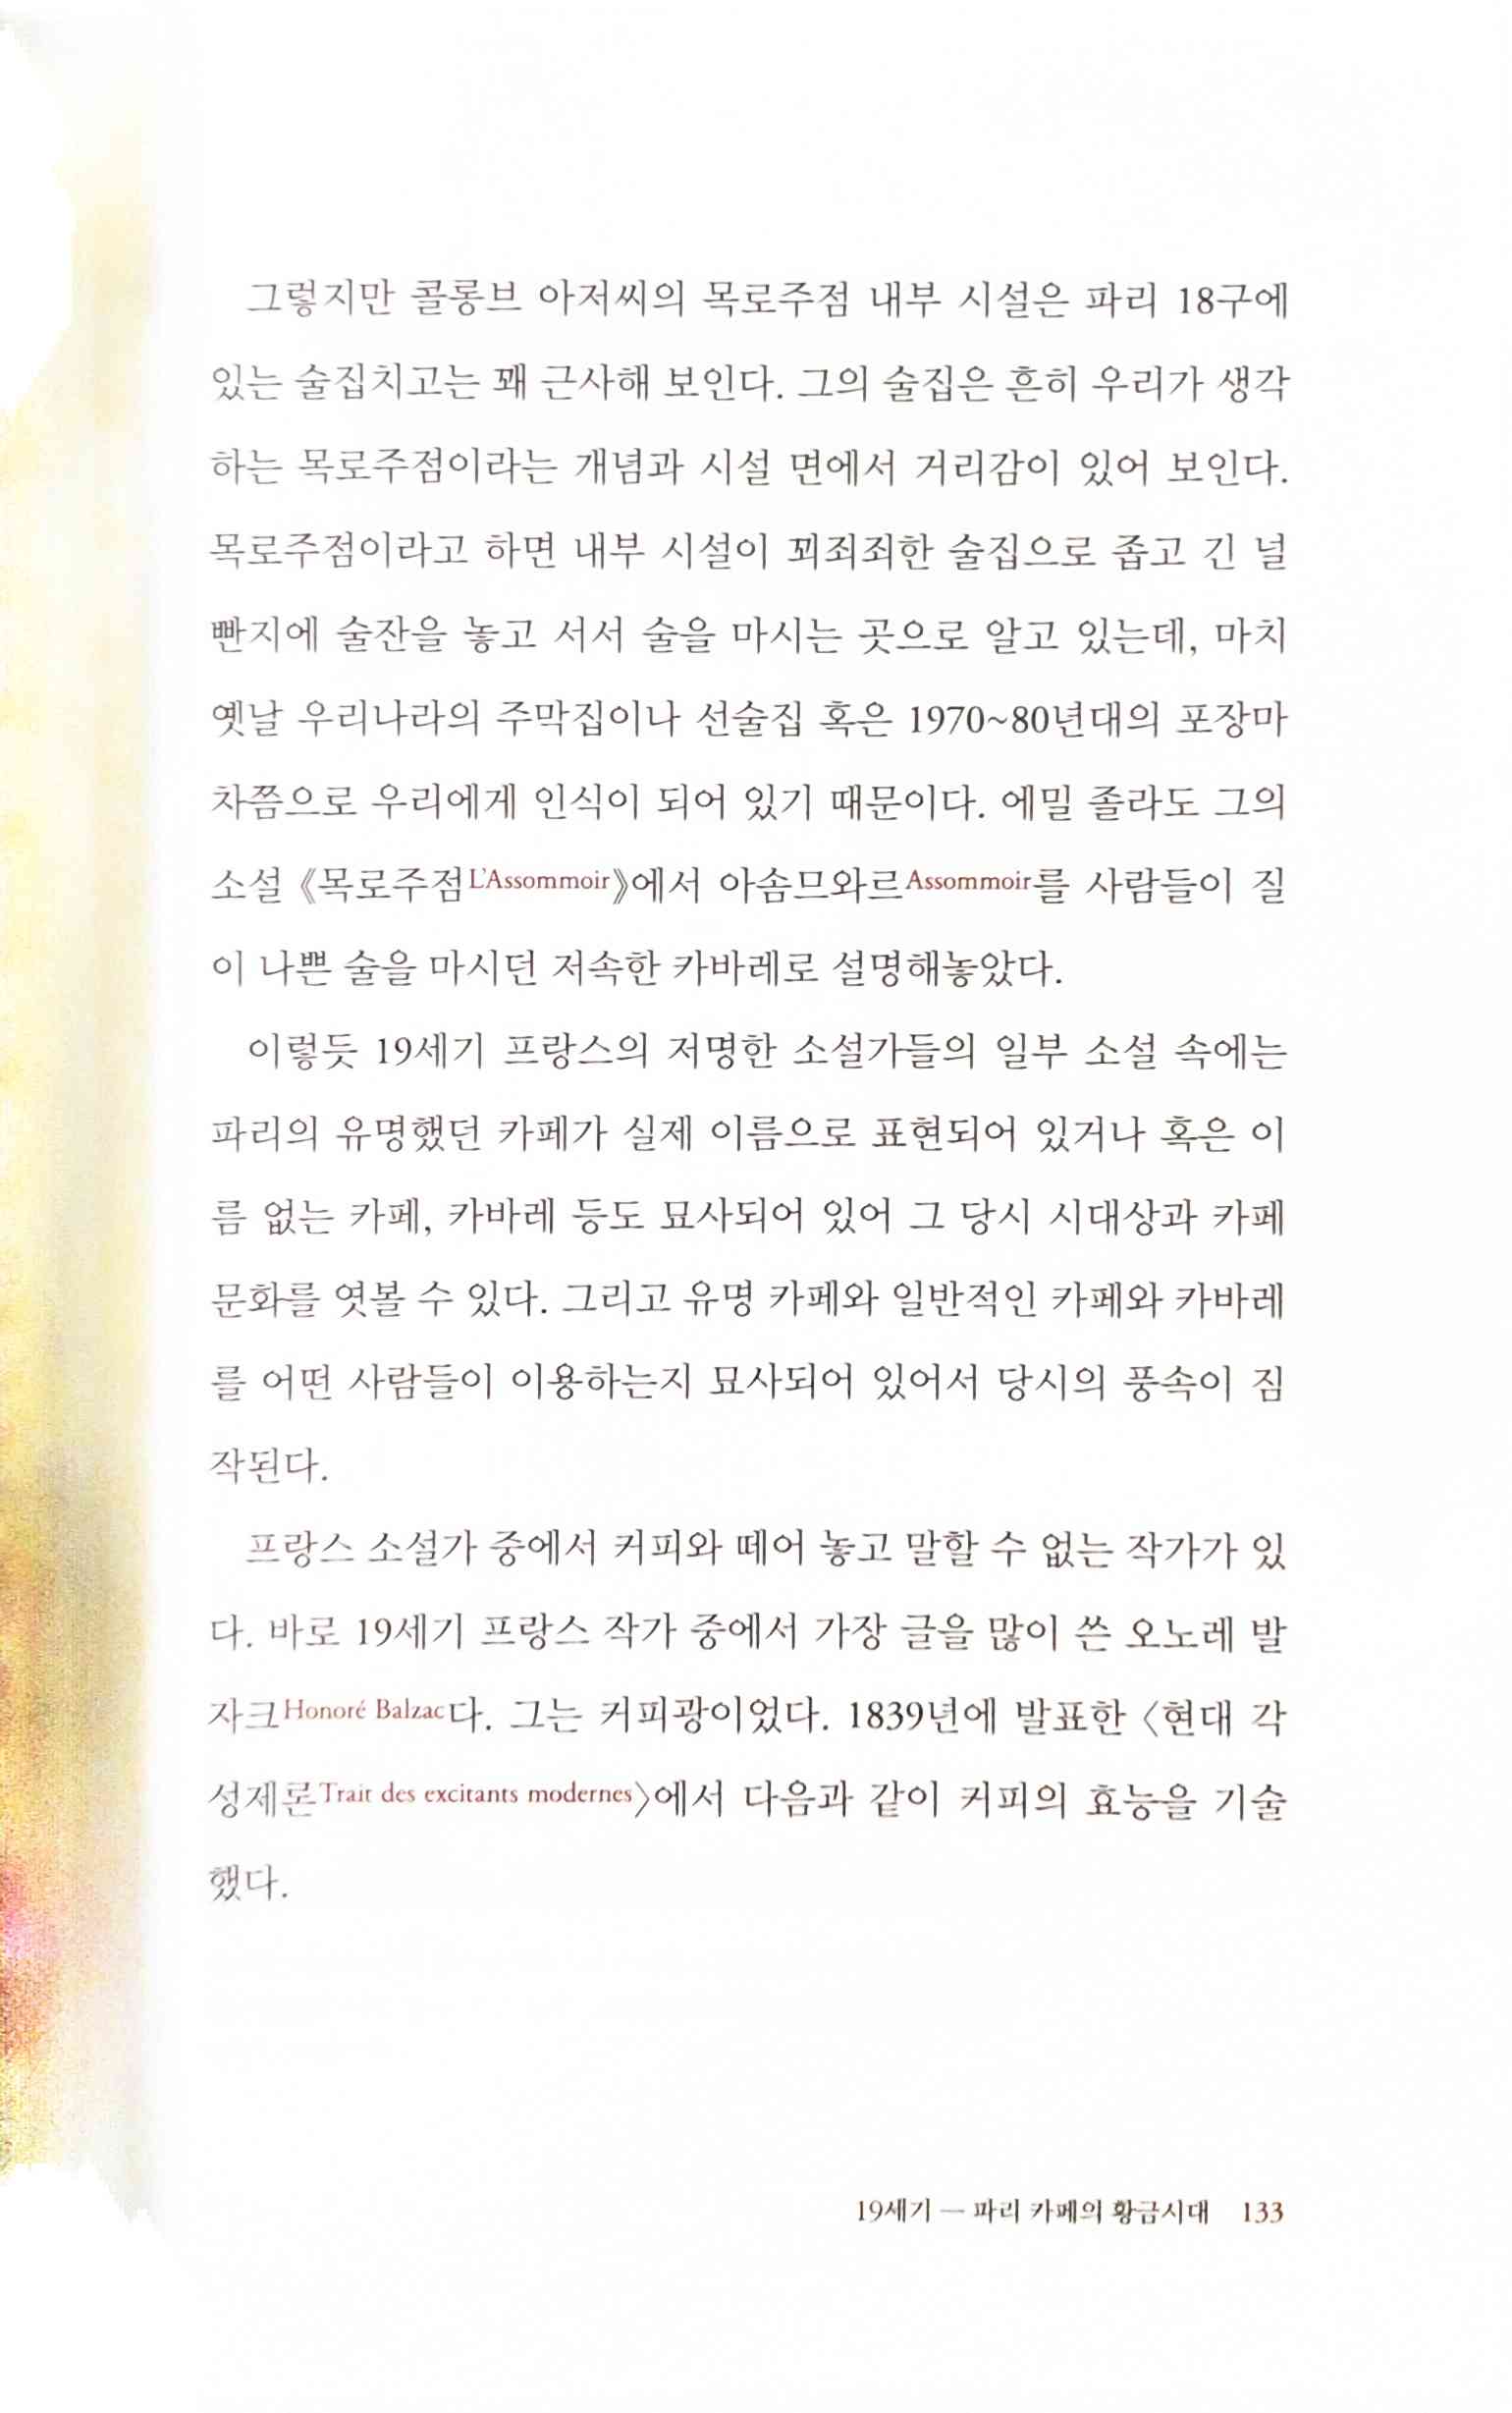 그렇지만 콜롱브 아저씨의 목로주점 내부 시설은 파리 18구에
있는 술집치고는 꽤 근사해 보인다. 그의 술집은 흔히 우리가 생각
하는 목로주점이라는 개념과 시설 면에서 거리감이 있어 보인다.
목로주점이라고 하면 내부 시설이 꾀죄죄한 술집으로 좁고 긴 널
빤지에 술잔을 놓고 서서 술을 마시는 곳으로 알고 있는데, 마치
옛날 우리나라의 주막집이나 선술집 혹은 1970~80년대의 포장마
차쯤으로 우리에게 인식이 되어 있기 때문이다. 에밀 졸라도 그의
소설 《목로주점L'Assommoir》에서 아솜므와르Assommoir를 사람들이 질
이 나쁜 술을 마시던 저속한 카바레로 설명해놓았다.
이렇듯 19세기 프랑스의 저명한 소설가들의 일부 소설 속에는
파리의 유명했던 카페가 실제 이름으로 표현되어 있거나 혹은 이
름 없는 카페, 카바레 등도 묘사되어 있어 그 당시 시대상과 카페
문화를 엿볼 수 있다. 그리고 유명 카페와 일반적인 카페와 카바레
를 어떤 사람들이 이용하는지 묘사되어 있어서 당시의 풍속이 짐
작된다.
프랑스 소설가 중에서 커피와 떼어 놓고 말할 수 없는 작가가 있
다. 바로 19세기 프랑스 작가 중에서 가장 글을 많이 쓴 오노레 발
자크Honoré Balzac다. 그는 커피광이었다. 1839년에 발표한 〈현대 각
성제론Trait des excitants modernes〉에서 다음과 같이 커피의 효능을 기술
했다.
19세기 — 파리 카페의 황금시대 133